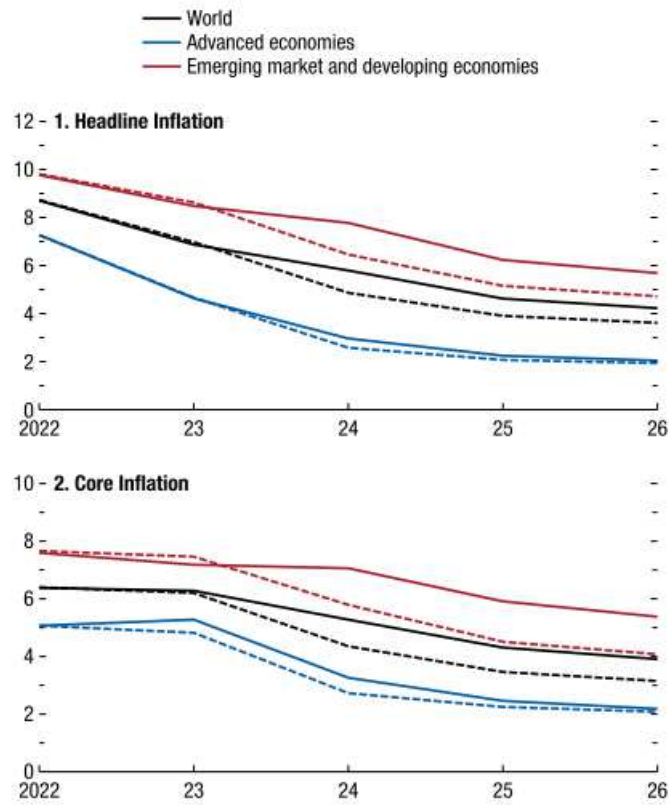 World
Advanced economies
Emerging market and developing economies
12
1. Headline Inflation
10
8
6
4
2
0
2022 23 24 25 26
10
2. Core Inflation
8
6
4
2
0
2022 23 24 25 26